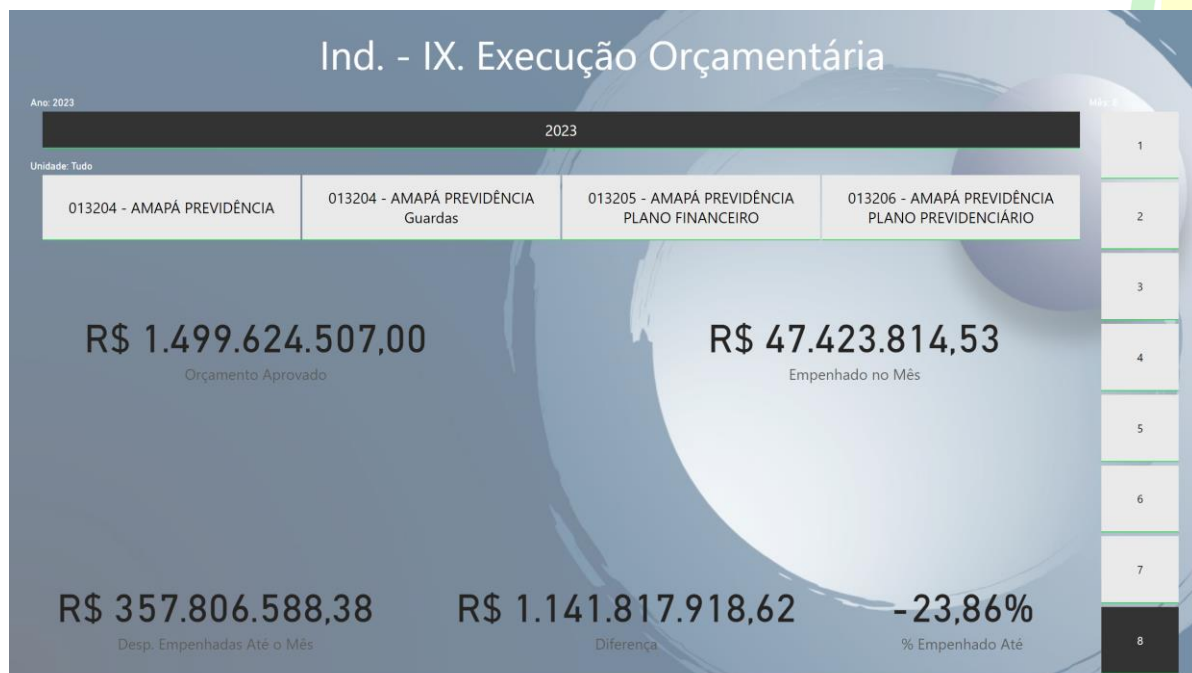 Ind. - IX. Execução Orçamentária
Ano: 2023
Mês: 8
2023
Unidade: Tudo
013204 - AMAPÁ PREVIDÊNCIA
013204 - AMAPÁ PREVIDÊNCIA
Guardas
013205 - AMAPÁ PREVIDÊNCIA
PLANO FINANCEIRO
013206 - AMAPÁ PREVIDÊNCIA
PLANO PREVIDENCIÁRIO
1
2
3
4
5
6
7
8
R$ 1.499.624.507,00
Orçamento Aprovado
R$ 47.423.814,53
Empenhado no Mês
R$ 357.806.588,38
Desp. Empenhadas Até o Mês
R$ 1.141.817.918,62
Diferença
-23,86%
% Empenhado Até